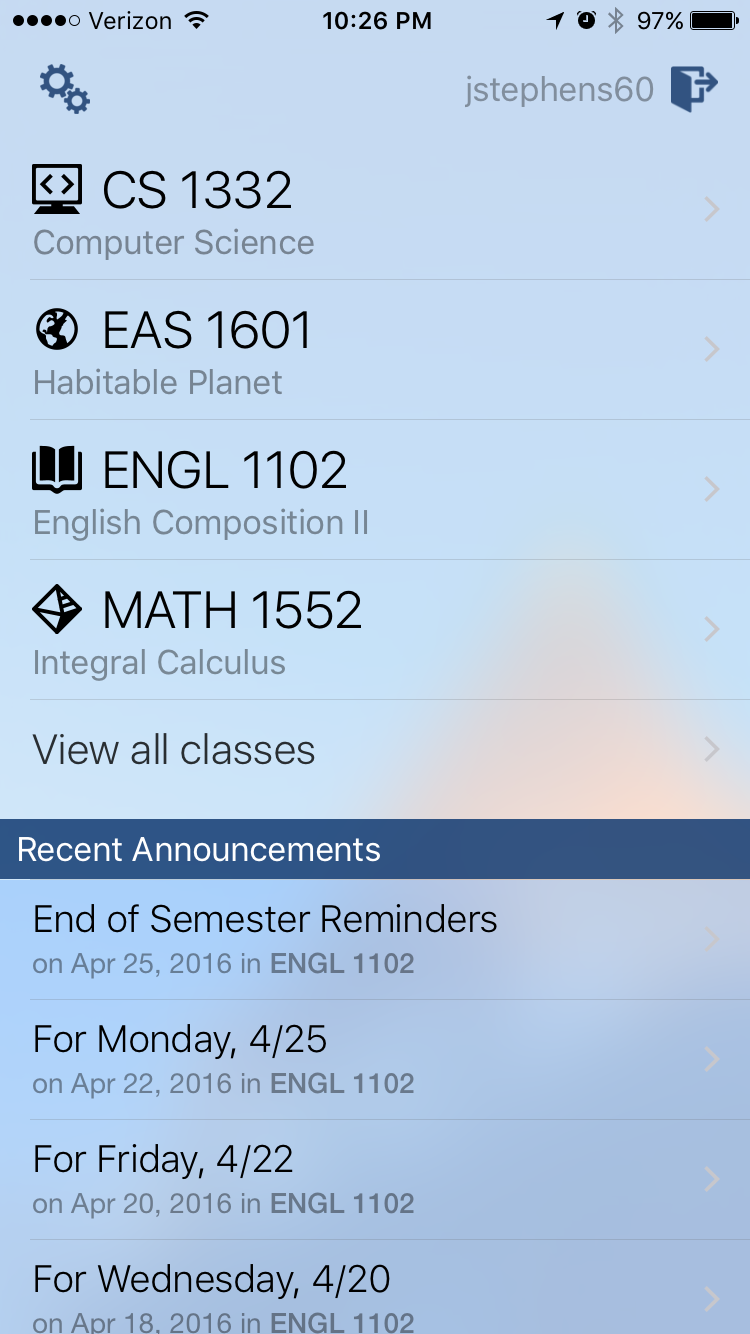 Verizon 10:26 PM 97%
jstephens60
CS 1332
Computer Science
EAS 1601
Habitable Planet
ENGL 1102
English Composition II
MATH 1552
Integral Calculus
View all classes
Recent Announcements
End of Semester Reminders
on Apr 25, 2016 in ENGL 1102
For Monday, 4/25
on Apr 22, 2016 in ENGL 1102
For Friday, 4/22
on Apr 20, 2016 in ENGL 1102
For Wednesday, 4/20
on Apr 18, 2016 in ENGL 1102